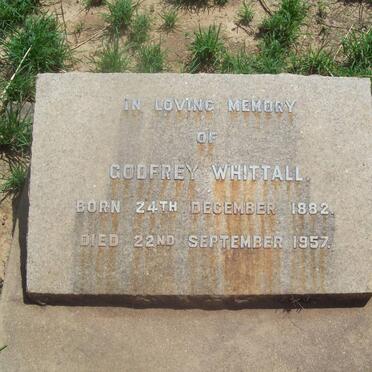 IN LOVING MEMORY
OF
GODFREY WHITTALL.
BORN 24TH DECEMBER 1882.
DIED 22ND SEPTEMBER 1957.